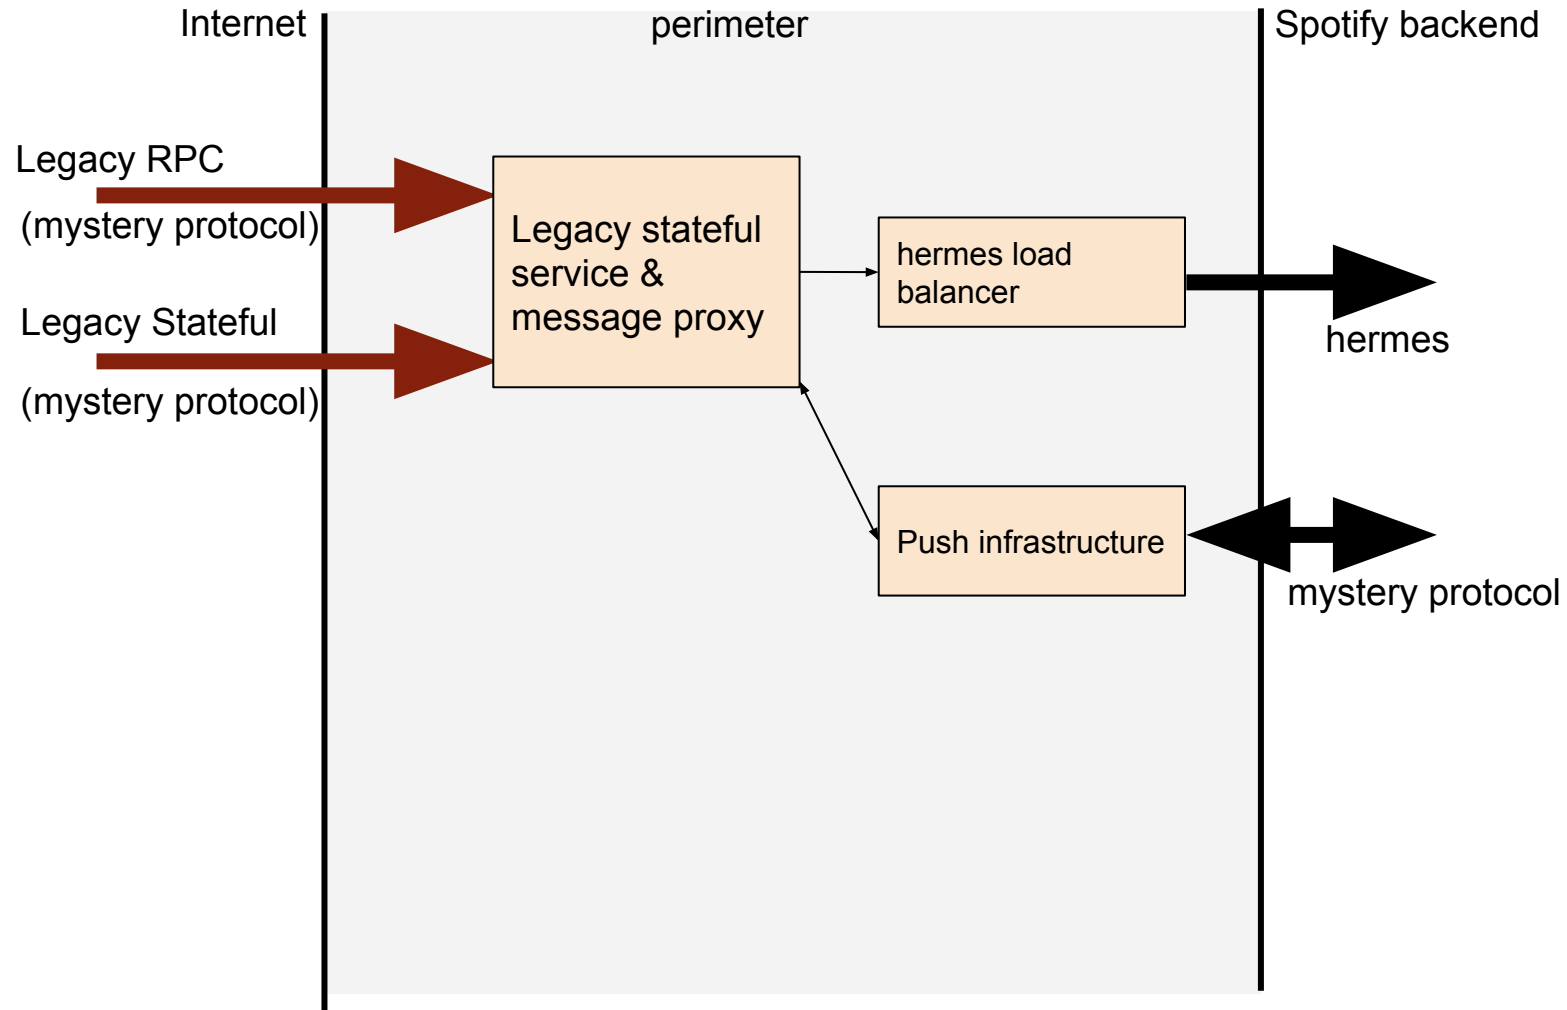 Internet
perimeter
Spotify backend
Legacy RPC
(mystery protocol)
Legacy Stateful
(mystery protocol)
Legacy stateful
service &
message proxy
hermes load
balancer
hermes
Push infrastructure
mystery protocol